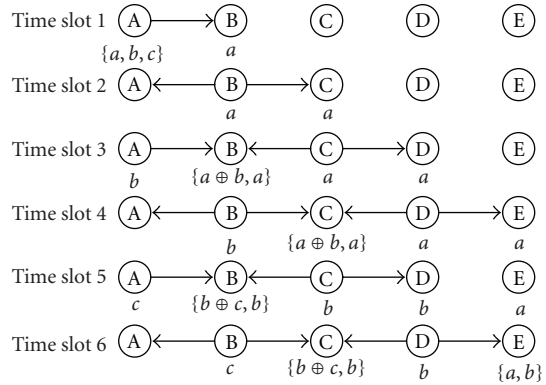 Time slot 1 A B C D E
{a, b, c} a
Time slot 2 A B C D E
a a
Time slot 3 A B C D E
b {a ⊕ b, a} a a
Time slot 4 A B C D E
b {a ⊕ b, a} a a
Time slot 5 A B C D E
c {b ⊕ c, b} b b a
Time slot 6 A B C D E
c {b ⊕ c, b} b {a, b}